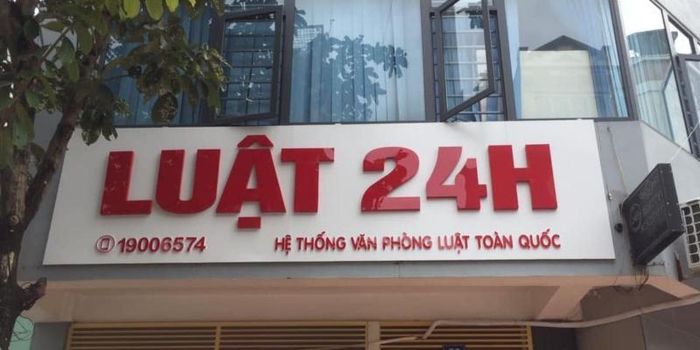 LUẬT 24H
19006574 HỆ THỐNG VĂN PHÒNG LUẬT TOÀN QUỐC